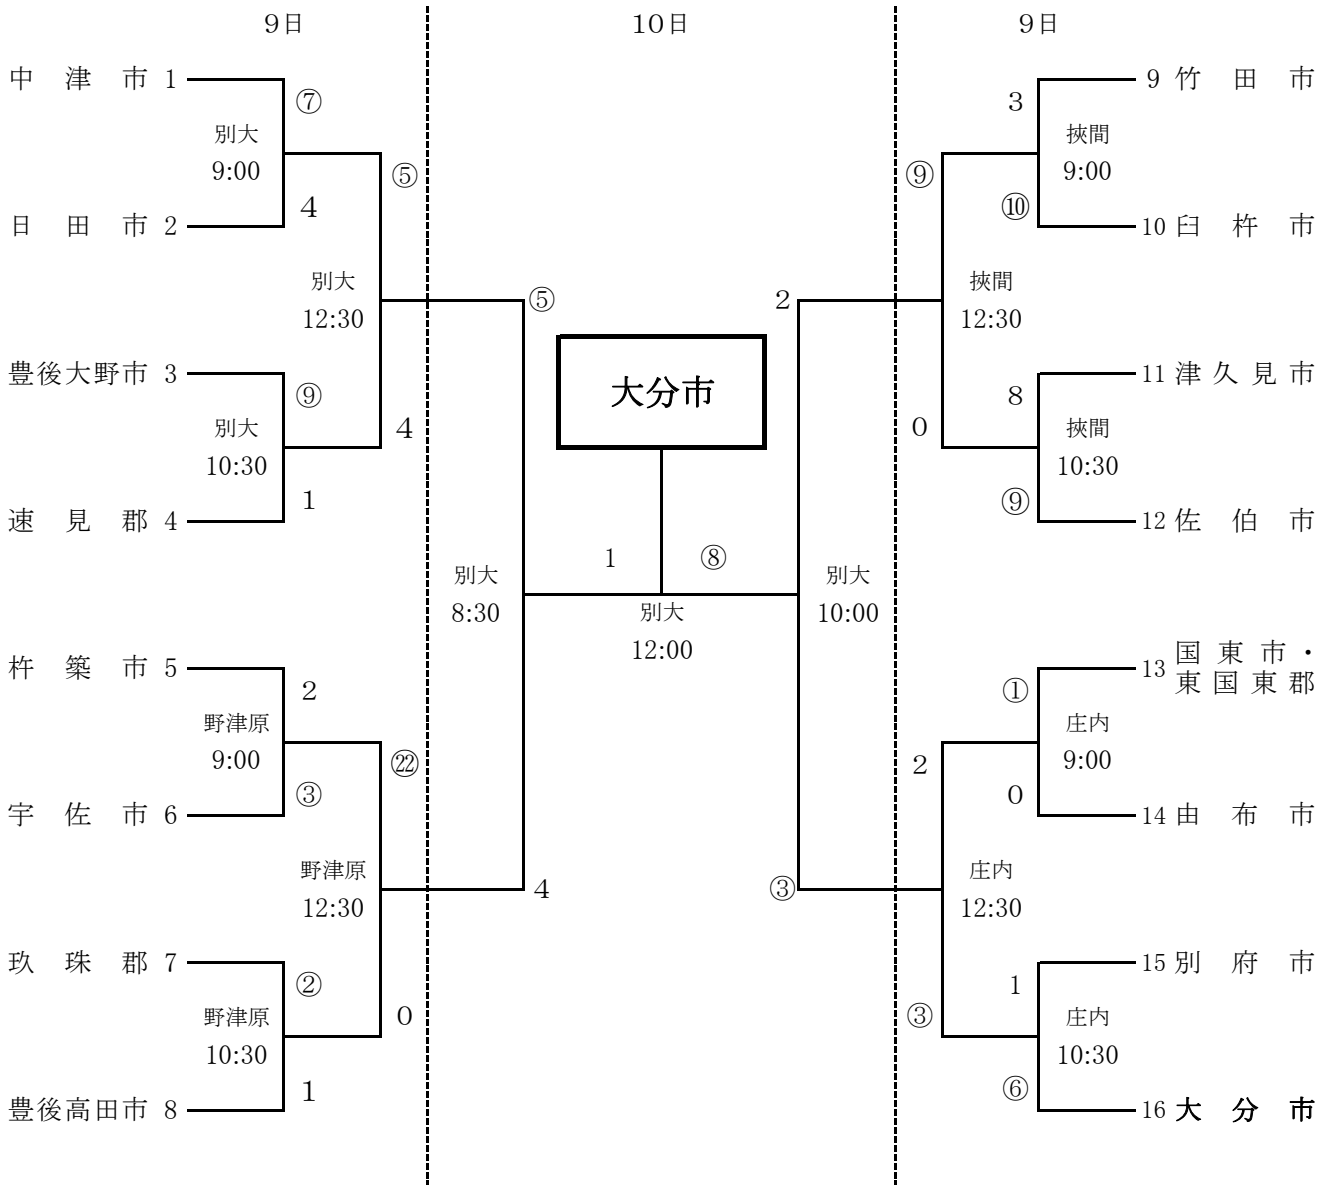 9日
10日
9日
中津市 1
⑦
別大
9:00
4
日田市 2
⑤
別大
12:30
4
豊後大野市 3
⑨
別大
10:30
1
速見郡 4
杵築市 5
2
野津原
9:00
③
宇佐市 6
㉒
野津原
12:30
0
玖珠郡 7
②
野津原
10:30
1
豊後高田市 8
⑤
別大
8:30
4
大分市
1
⑧
別大
12:00
2
別大
10:00
③
9 竹田市
3
挾間
9:00
⑩
10 臼杵市
⑨
挾間
12:30
0
11 津久見市
8
挾間
10:30
⑨
12 佐伯市
13 国東市・
東国東郡
①
庄内
9:00
0
14 由布市
2
庄内
12:30
③
15 別府市
1
庄内
10:30
⑥
16 大分市